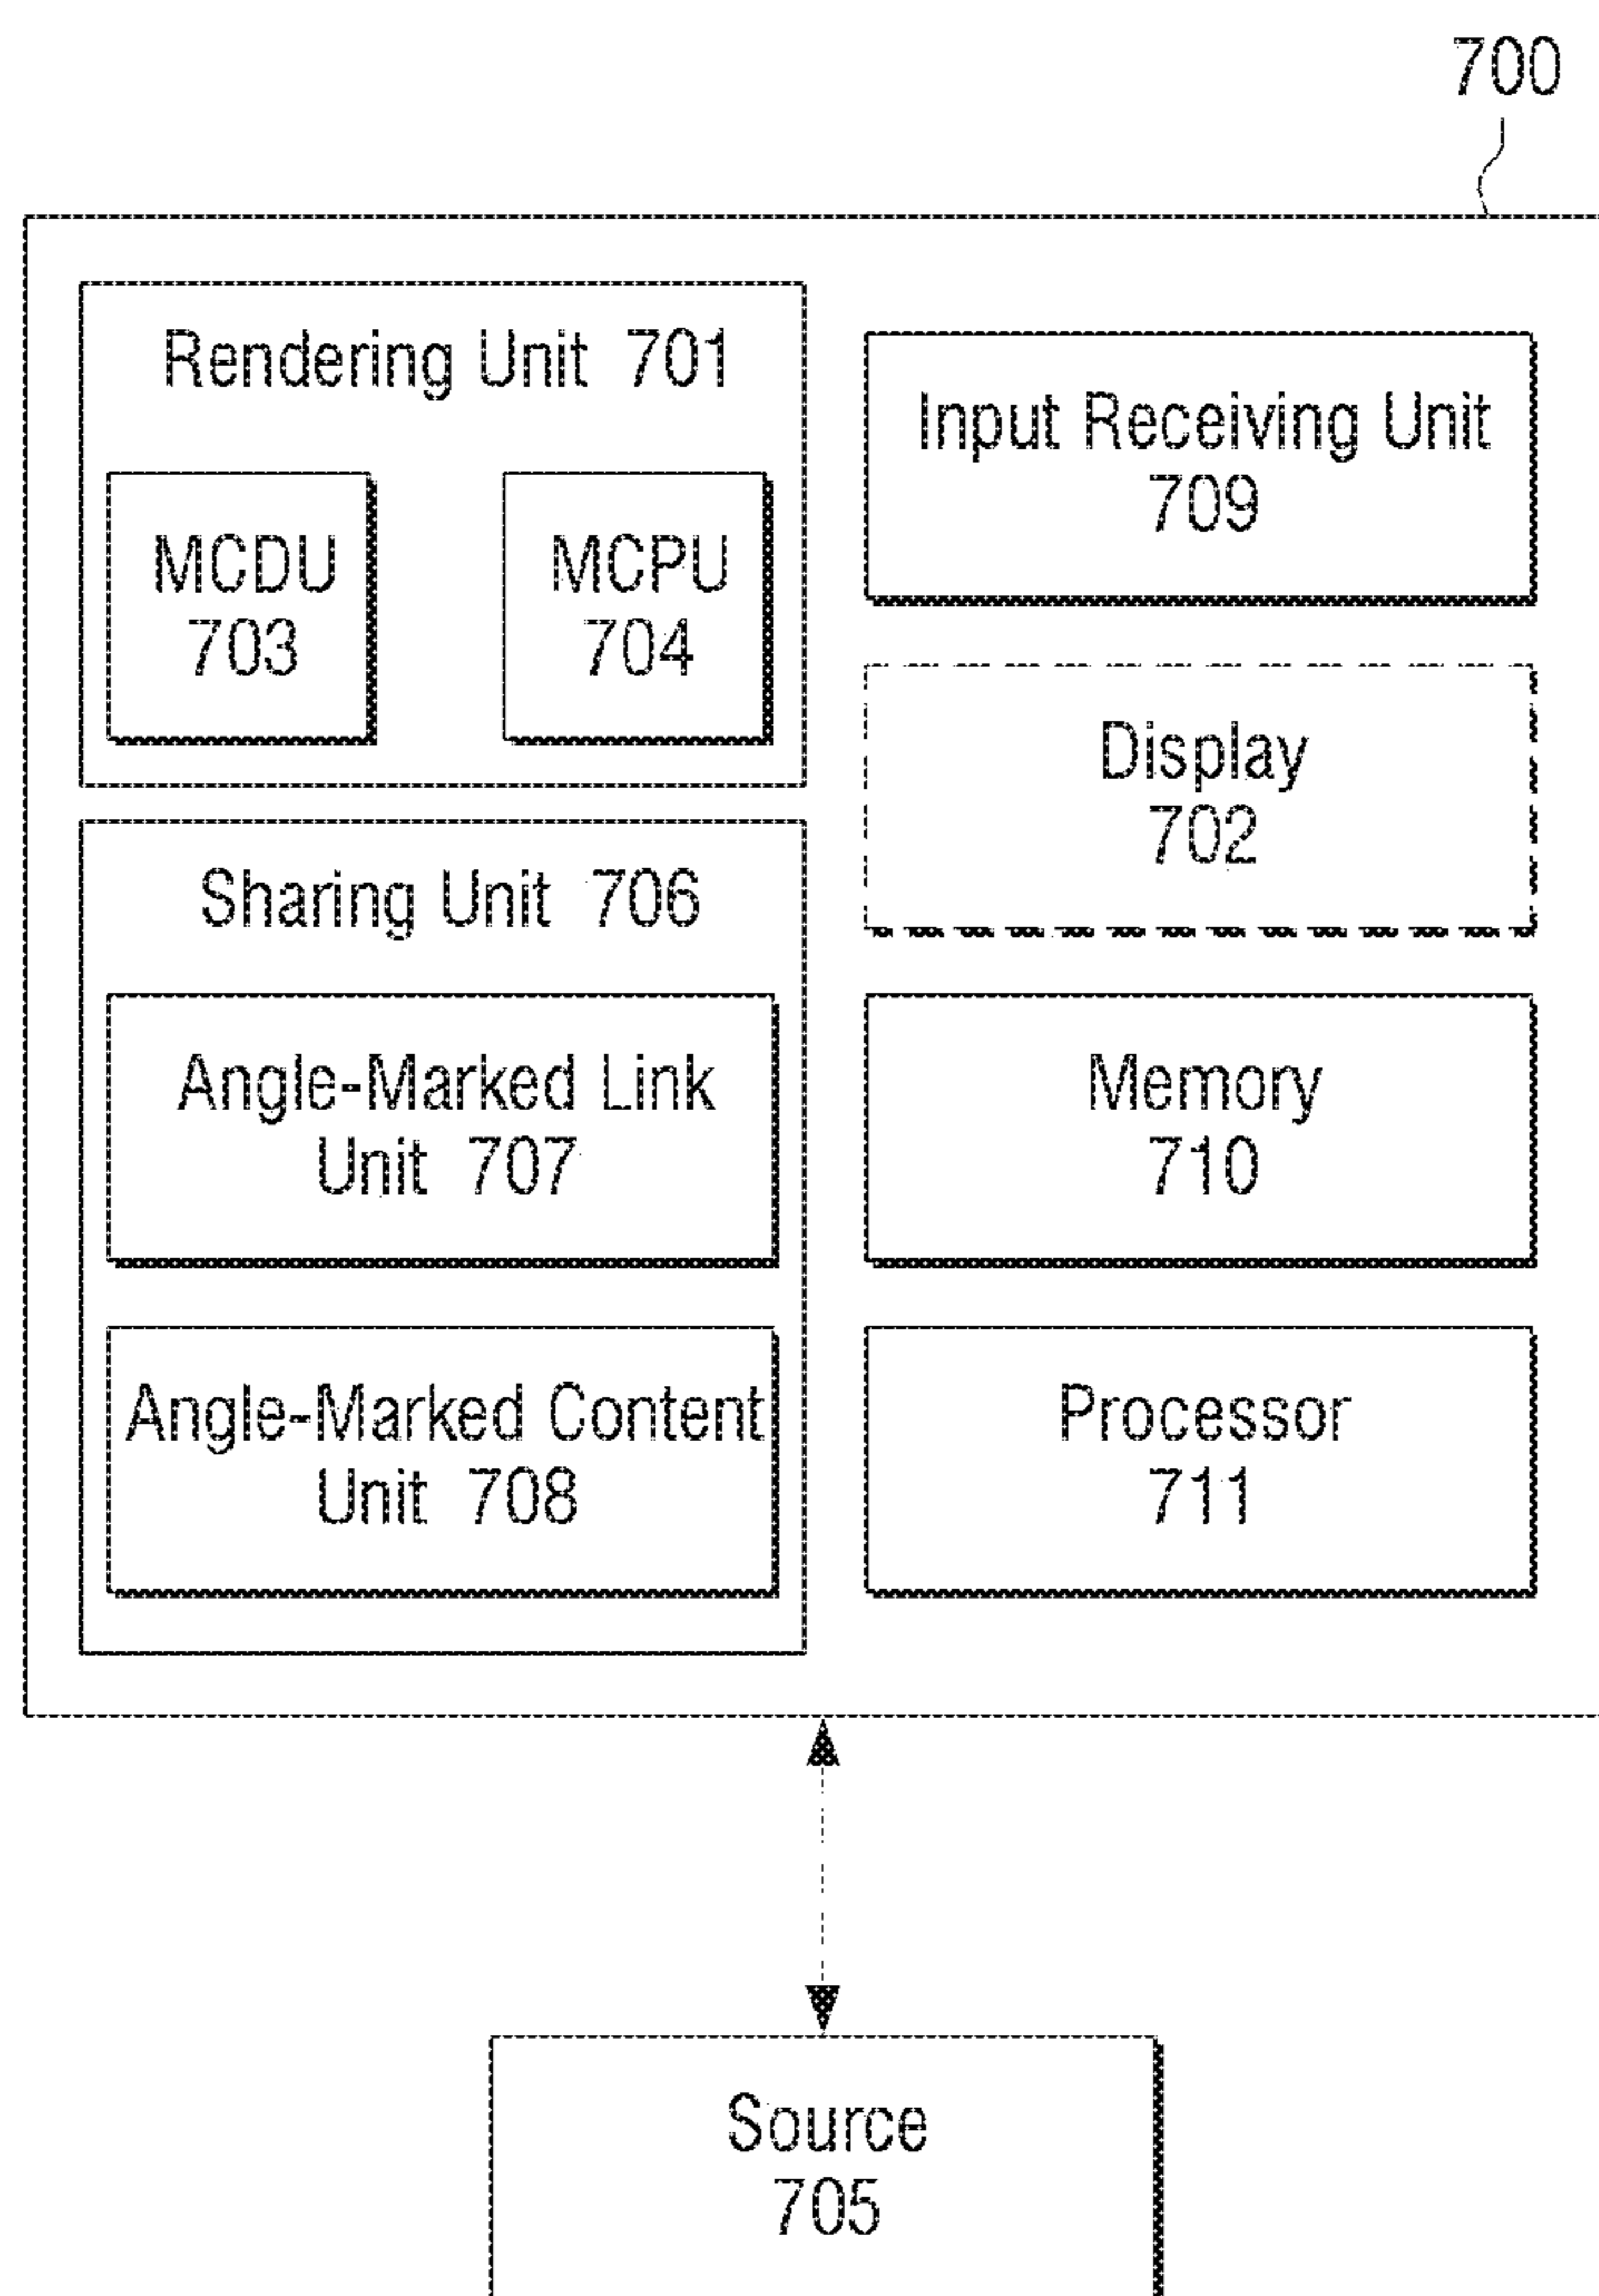 700
Rendering Unit 701
MCDU
703
MCPU
704
Sharing Unit 706
Angle-Marked Link
Unit 707
Angle-Marked Content
Unit 708
Input Receiving Unit
709
Display
702
Memory
710
Processor
711
Source
705